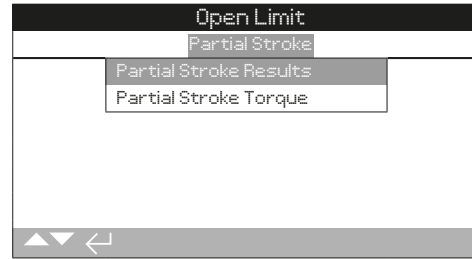 Open Limit
Partial Stroke
Partial Stroke Results
Partial Stroke Torque